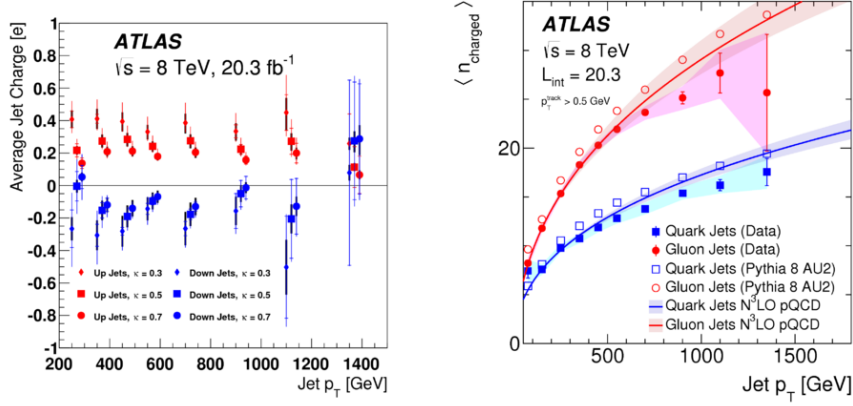 ATLAS
√s = 8 TeV, 20.3 fb⁻¹
Average Jet Charge [e]
1
0.8
0.6
0.4
0.2
0
-0.2
-0.4
-0.6
-0.8
-1
Up Jets, κ = 0.3
Down Jets, κ = 0.3
Up Jets, κ = 0.5
Down Jets, κ = 0.5
Up Jets, κ = 0.7
Down Jets, κ = 0.7
200 400 600 800 1000 1200 1400
Jet p_T [GeV]
ATLAS
√s = 8 TeV
L_int = 20.3
p_T^track > 0.5 GeV
⟨ n_charged ⟩
20
0
Quark Jets (Data)
Gluon Jets (Data)
Quark Jets (Pythia 8 AU2)
Gluon Jets (Pythia 8 AU2)
Quark Jets N³LO pQCD
Gluon Jets N³LO pQCD
500 1000 1500
Jet p_T [GeV]